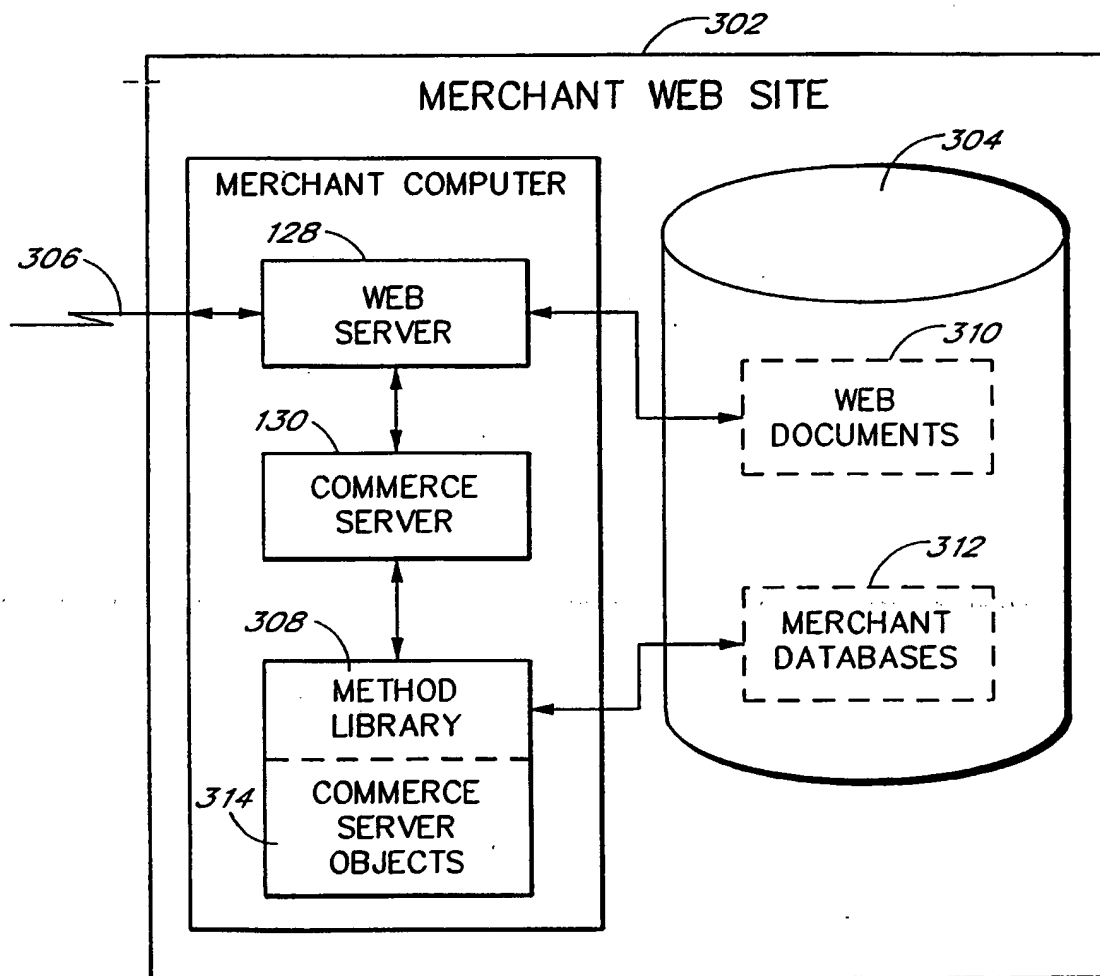 302
MERCHANT WEB SITE
304
MERCHANT COMPUTER
128
306
WEB
SERVER
310
WEB
DOCUMENTS
130
COMMERCE
SERVER
312
MERCHANT
DATABASES
308
METHOD
LIBRARY
314
COMMERCE
SERVER
OBJECTS